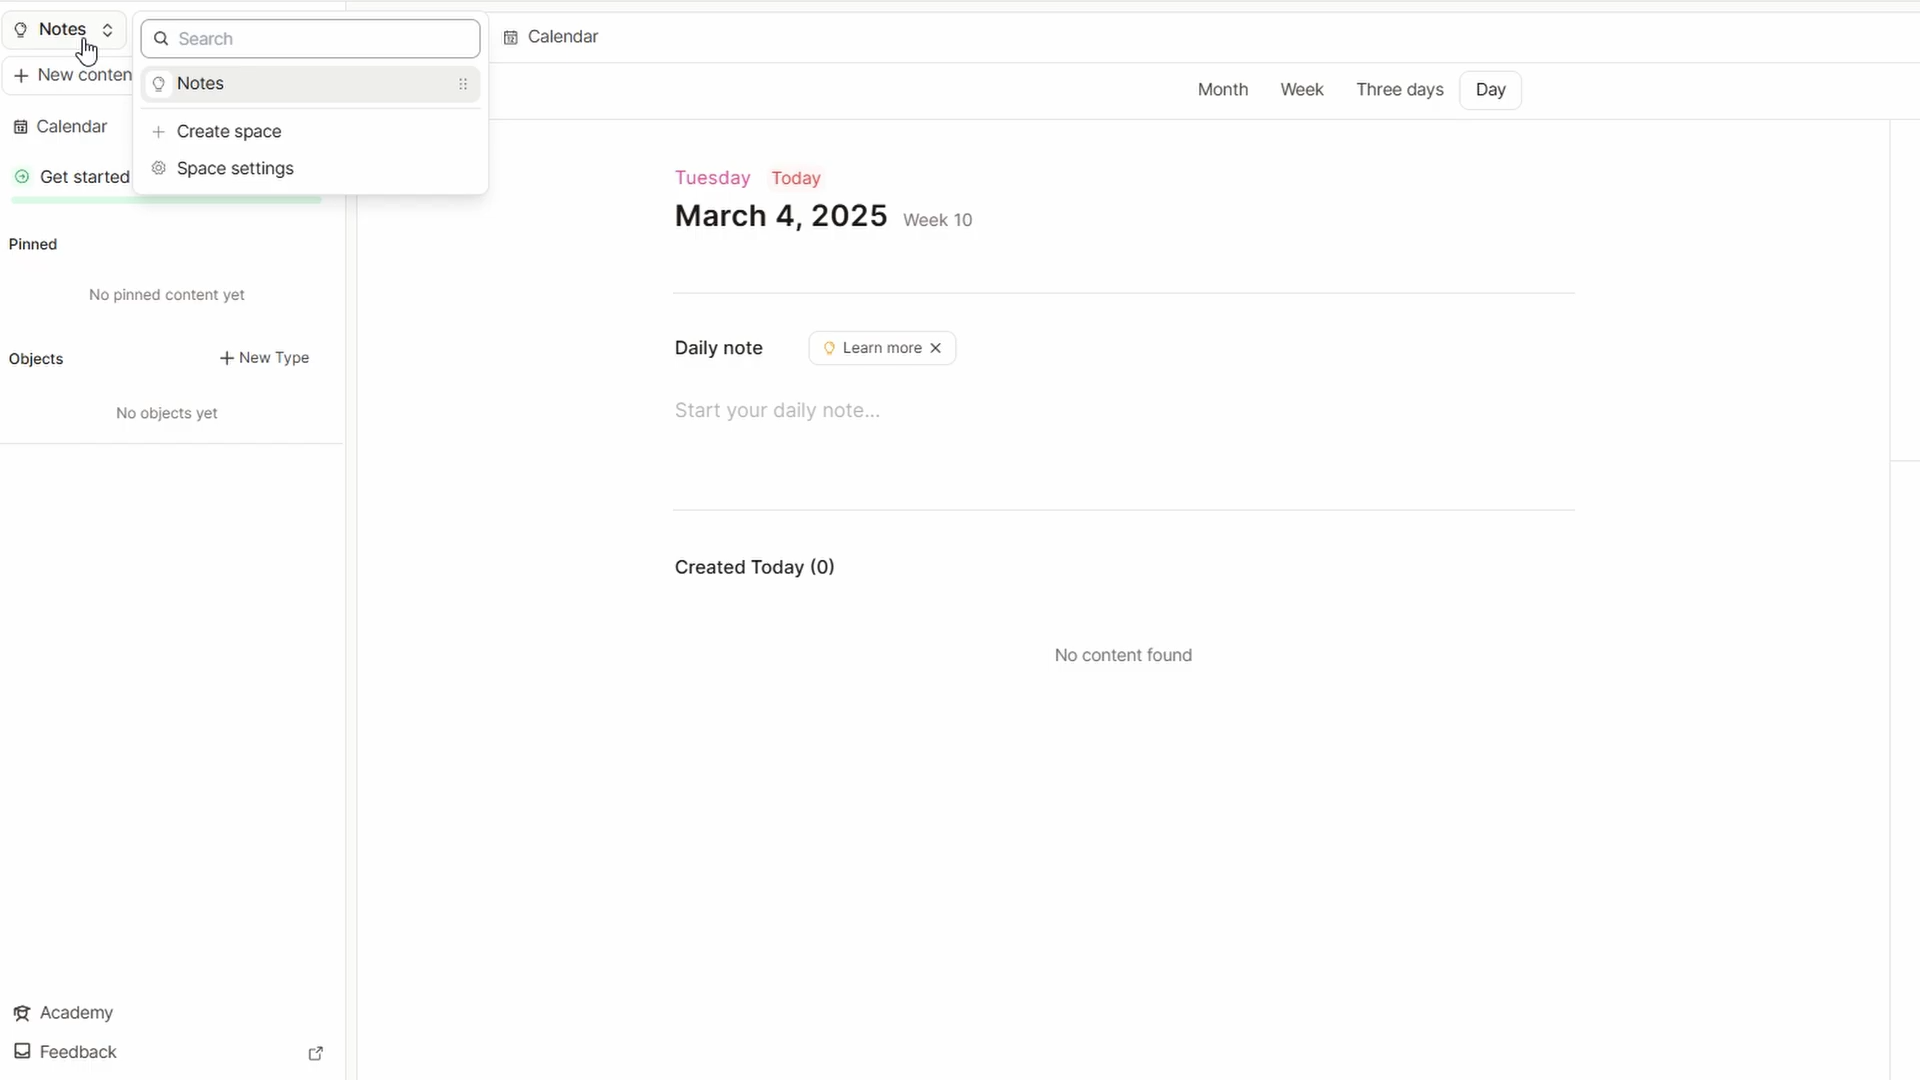 Notes
New conten
Calendar
Get started
Pinned
No pinned content yet
Objects
New Type
No objects yet
Academy
Feedback
Search
Notes
Create space
Space settings
Calendar
Month Week Three days Day
Tuesday Today
March 4, 2025 Week 10
Daily note Learn more
Start your daily note...
Created Today (0)
No content found